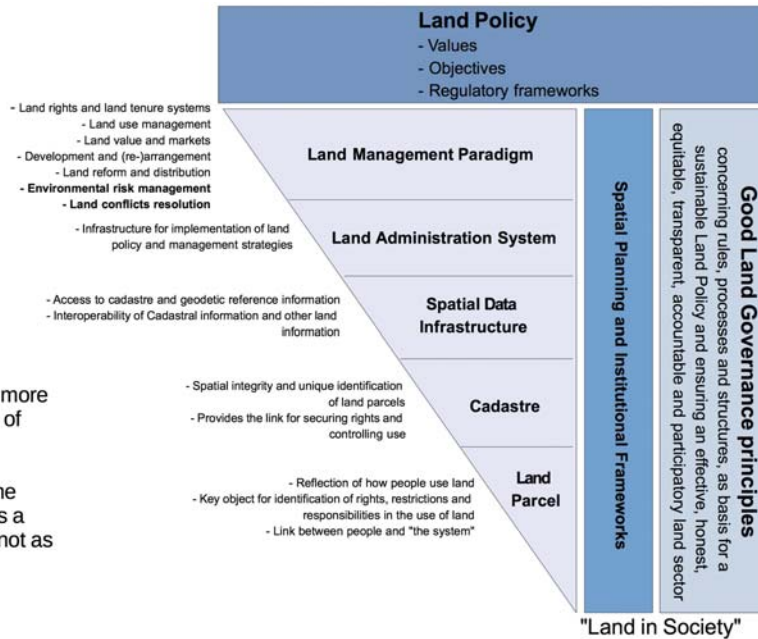 Land Policy
- Values
- Objectives
- Regulatory frameworks
- Land rights and land tenure systems
- Land use management
- Land value and markets
- Development and (re-)arrangement
- Land reform and distribution
- Environmental risk management
- Land conflicts resolution
Land Management Paradigm
- Infrastructure for implementation of land
policy and management strategies
Land Administration System
- Access to cadastre and geodetic reference information
- Interoperability of Cadastral information and other land
information
Spatial Data
Infrastructure
- Spatial integrity and unique identification
of land parcels
- Provides the link for securing rights and
controlling use
Cadastre
- Reflection of how people use land
- Key object for identification of rights, restrictions and
responsibilities in the use of land
- Link between people and "the system"
Land
Parcel
Spatial Planning and Institutional Frameworks
Good Land Governance principles
concerning rules, processes and structures, as basis for a
sustainable Land Policy and ensuring an effective, honest,
equitable, transparent, accountable and participatory land sector
"Land in Society"
more
of
ne
s a
not as